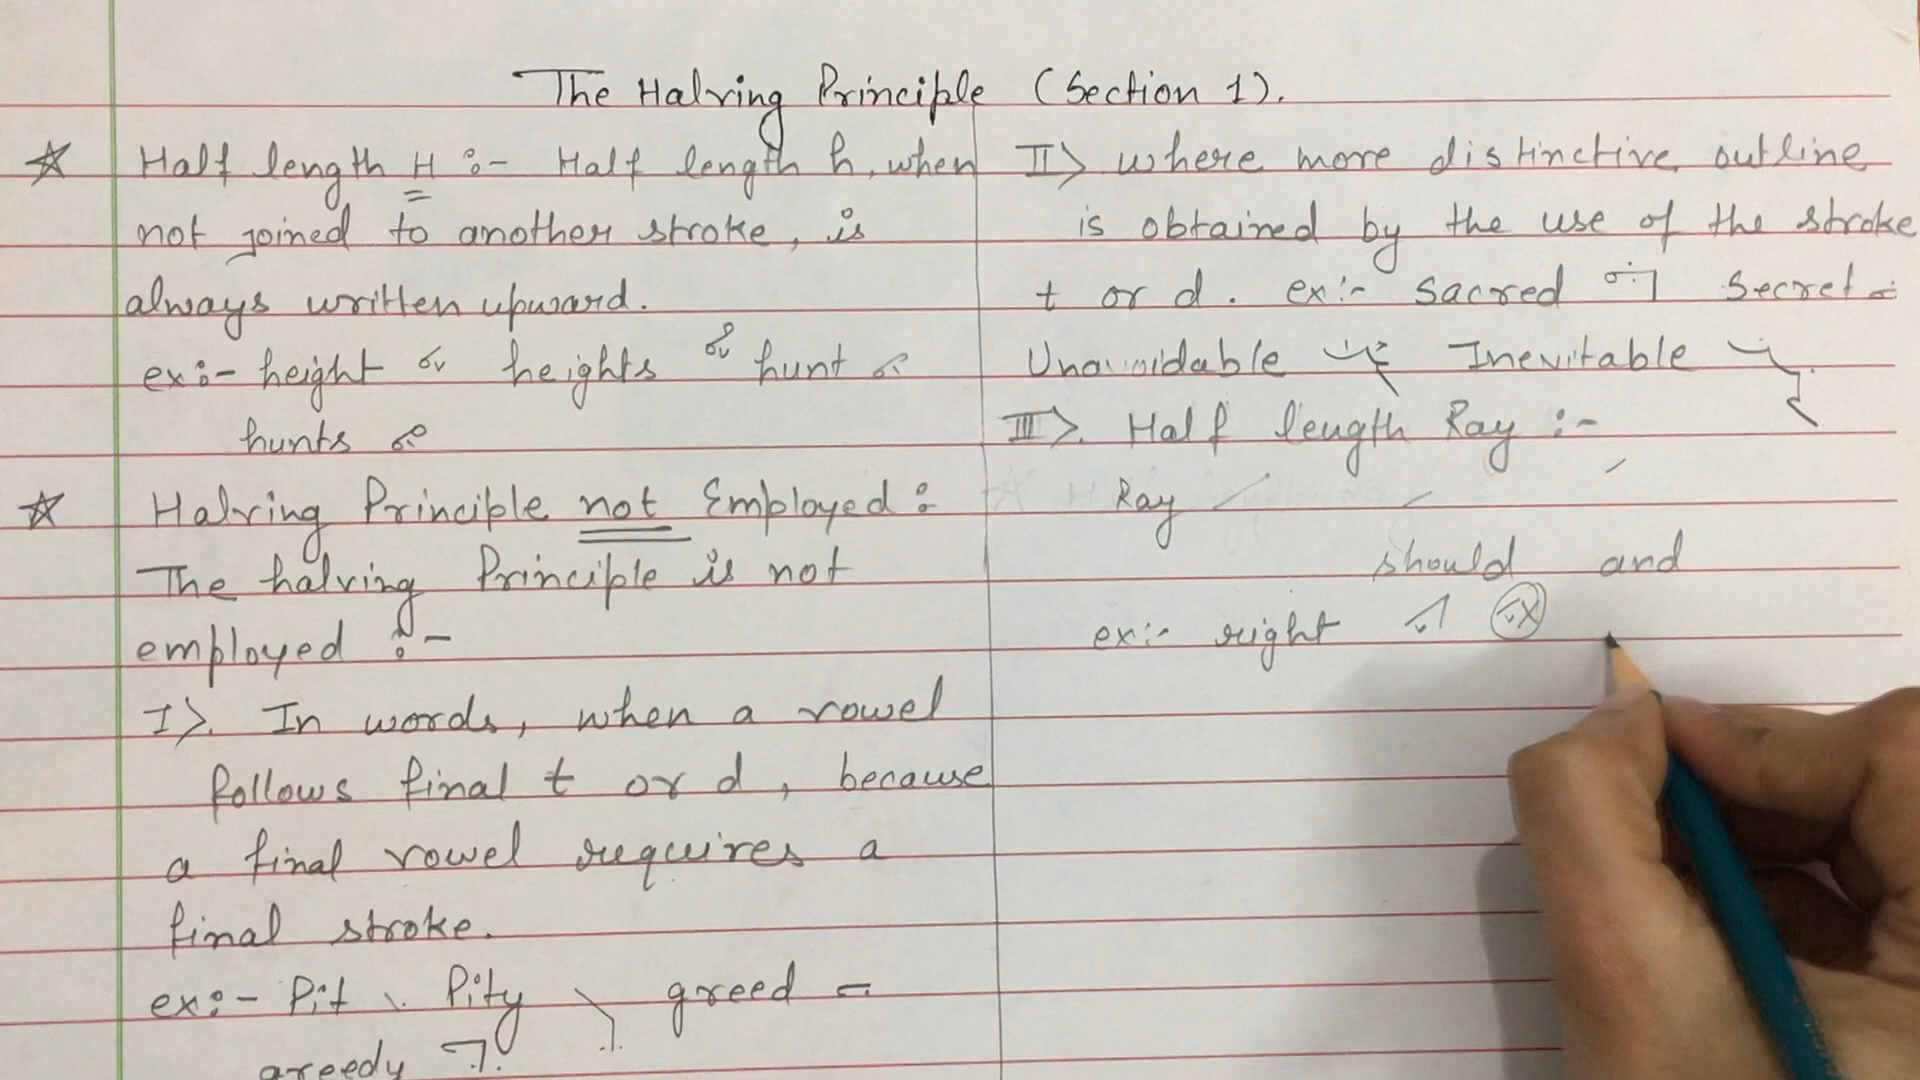 The Halving Principle (Section 1).
☆ Half length H :- Half length h, when
not joined to another stroke, is
always written upward.
ex:- height heights hunt
hunts
☆ Halving Principle not Employed :
The halving Principle is not
employed :-
I>. In words, when a vowel
follows final t or d, because
a final vowel requires a
final stroke.
ex:- Pit Pity greed
greedy
II> where more distinctive outline
is obtained by the use of the stroke
t or d. ex:- Sacred Secret
Unavoidable Inevitable
III>. Half length Ray :-
Ray
should and
ex:- right